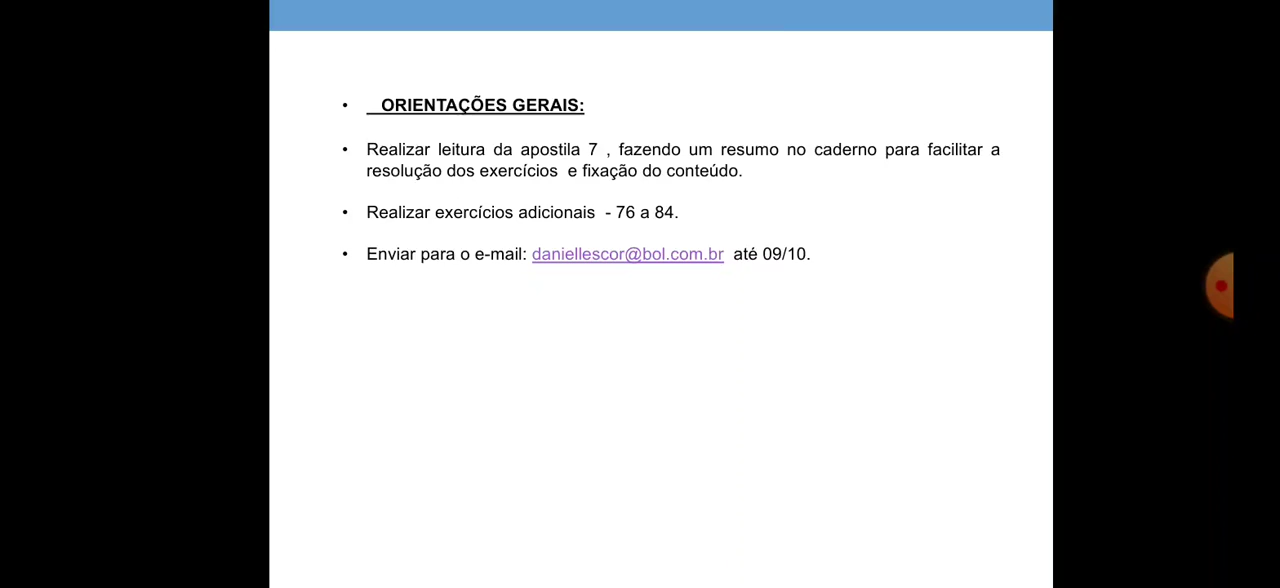 • ORIENTAÇÕES GERAIS:
• Realizar leitura da apostila 7 , fazendo um resumo no caderno para facilitar a
resolução dos exercícios e fixação do conteúdo.
• Realizar exercícios adicionais - 76 a 84.
• Enviar para o e-mail: daniellescor@bol.com.br até 09/10.